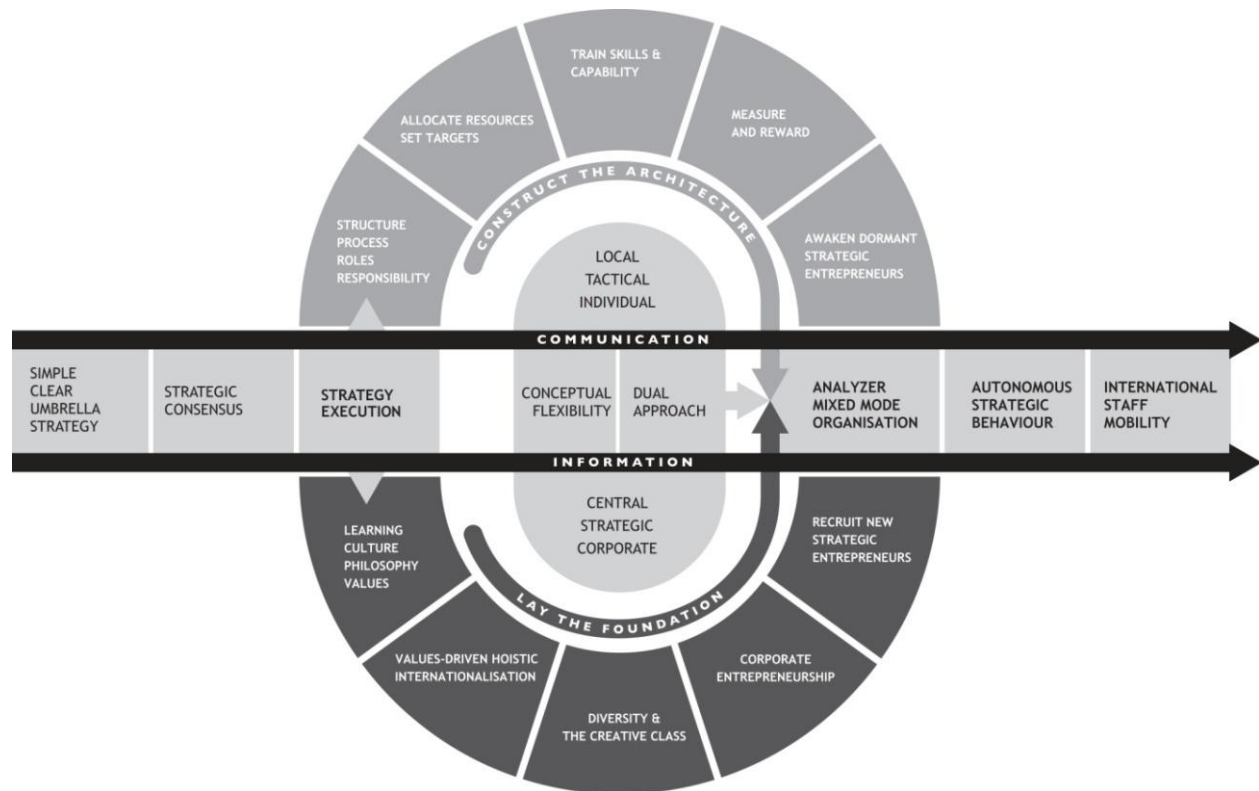 TRAIN SKILLS &
CAPABILITY
ALLOCATE RESOURCES
SET TARGETS
MEASURE
AND REWARD
STRUCTURE
PROCESS
ROLES
RESPONSIBILITY
CONSTRUCT THE ARCHITECTURE
AWAKEN DORMANT
STRATEGIC
ENTREPRENEURS
LOCAL
TACTICAL
INDIVIDUAL
COMMUNICATION
SIMPLE
CLEAR
UMBRELLA
STRATEGY
STRATEGIC
CONSENSUS
STRATEGY
EXECUTION
CONCEPTUAL
FLEXIBILITY
DUAL
APPROACH
ANALYZER
MIXED MODE
ORGANISATION
AUTONOMOUS
STRATEGIC
BEHAVIOUR
INTERNATIONAL
STAFF
MOBILITY
INFORMATION
CENTRAL
STRATEGIC
CORPORATE
LEARNING
CULTURE
PHILOSOPHY
VALUES
LAY THE FOUNDATION
RECRUIT NEW
STRATEGIC
ENTREPRENEURS
VALUES-DRIVEN HOISTIC
INTERNATIONALISATION
CORPORATE
ENTREPRENEURSHIP
DIVERSITY &
THE CREATIVE CLASS